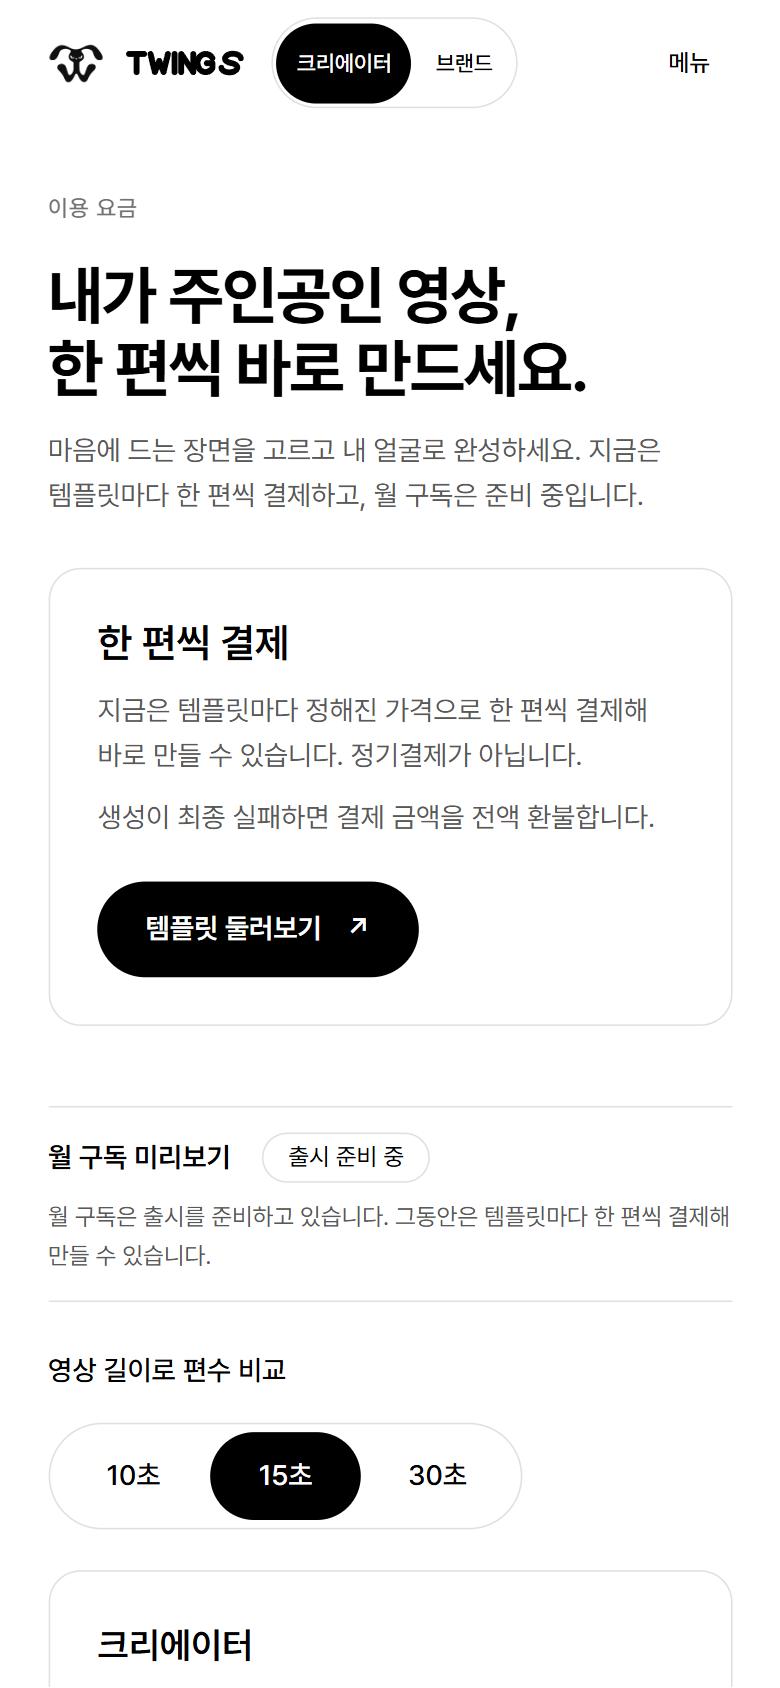 TWINGS
크리에이터
브랜드
메뉴
이용 요금
내가 주인공인 영상,
한 편씩 바로 만드세요.
마음에 드는 장면을 고르고 내 얼굴로 완성하세요. 지금은
템플릿마다 한 편씩 결제하고, 월 구독은 준비 중입니다.
한 편씩 결제
지금은 템플릿마다 정해진 가격으로 한 편씩 결제해
바로 만들 수 있습니다. 정기결제가 아닙니다.
생성이 최종 실패하면 결제 금액을 전액 환불합니다.
템플릿 둘러보기 ↗
월 구독 미리보기
출시 준비 중
월 구독은 출시를 준비하고 있습니다. 그동안은 템플릿마다 한 편씩 결제해
만들 수 있습니다.
영상 길이로 편수 비교
10초
15초
30초
크리에이터